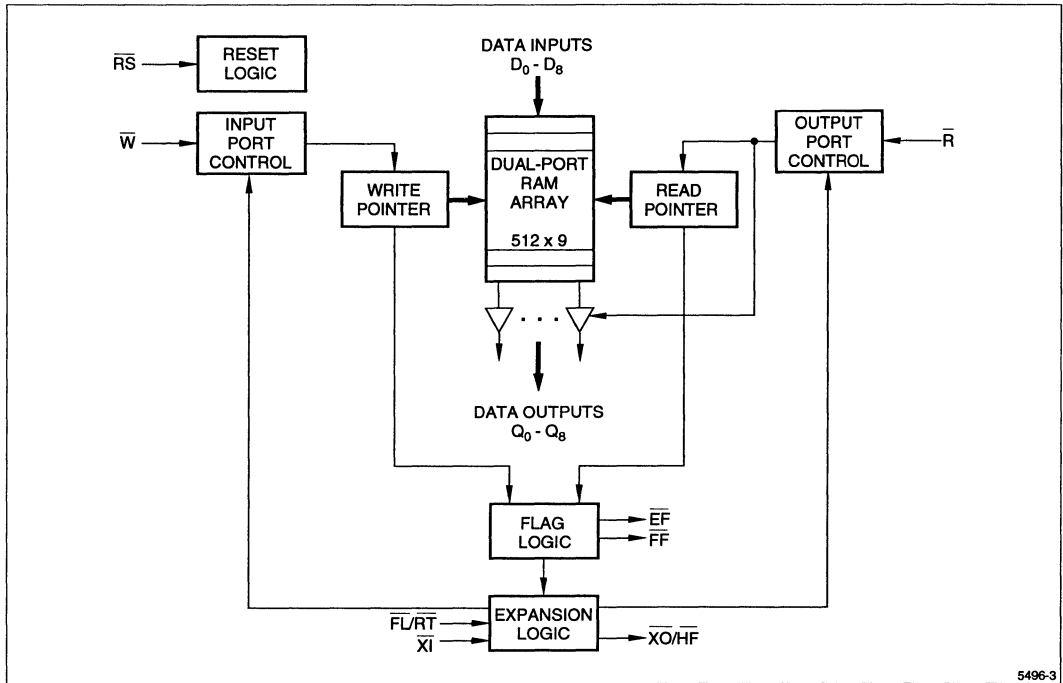 RS
RESET
LOGIC
DATA INPUTS
D0 - D8
W
INPUT
PORT
CONTROL
OUTPUT
PORT
CONTROL
R
WRITE
POINTER
DUAL-PORT
RAM
ARRAY
512 x 9
READ
POINTER
. . .
DATA OUTPUTS
Q0 - Q8
FLAG
LOGIC
EF
FF
EXPANSION
LOGIC
FL/RT
XI
XO/HF
5496-3